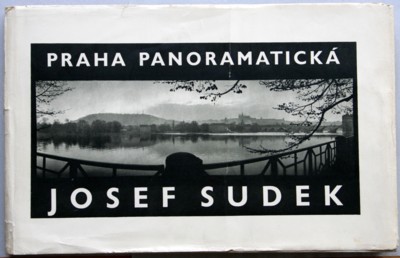 PRAHA PANORAMATICKÁ
JOSEF SUDEK